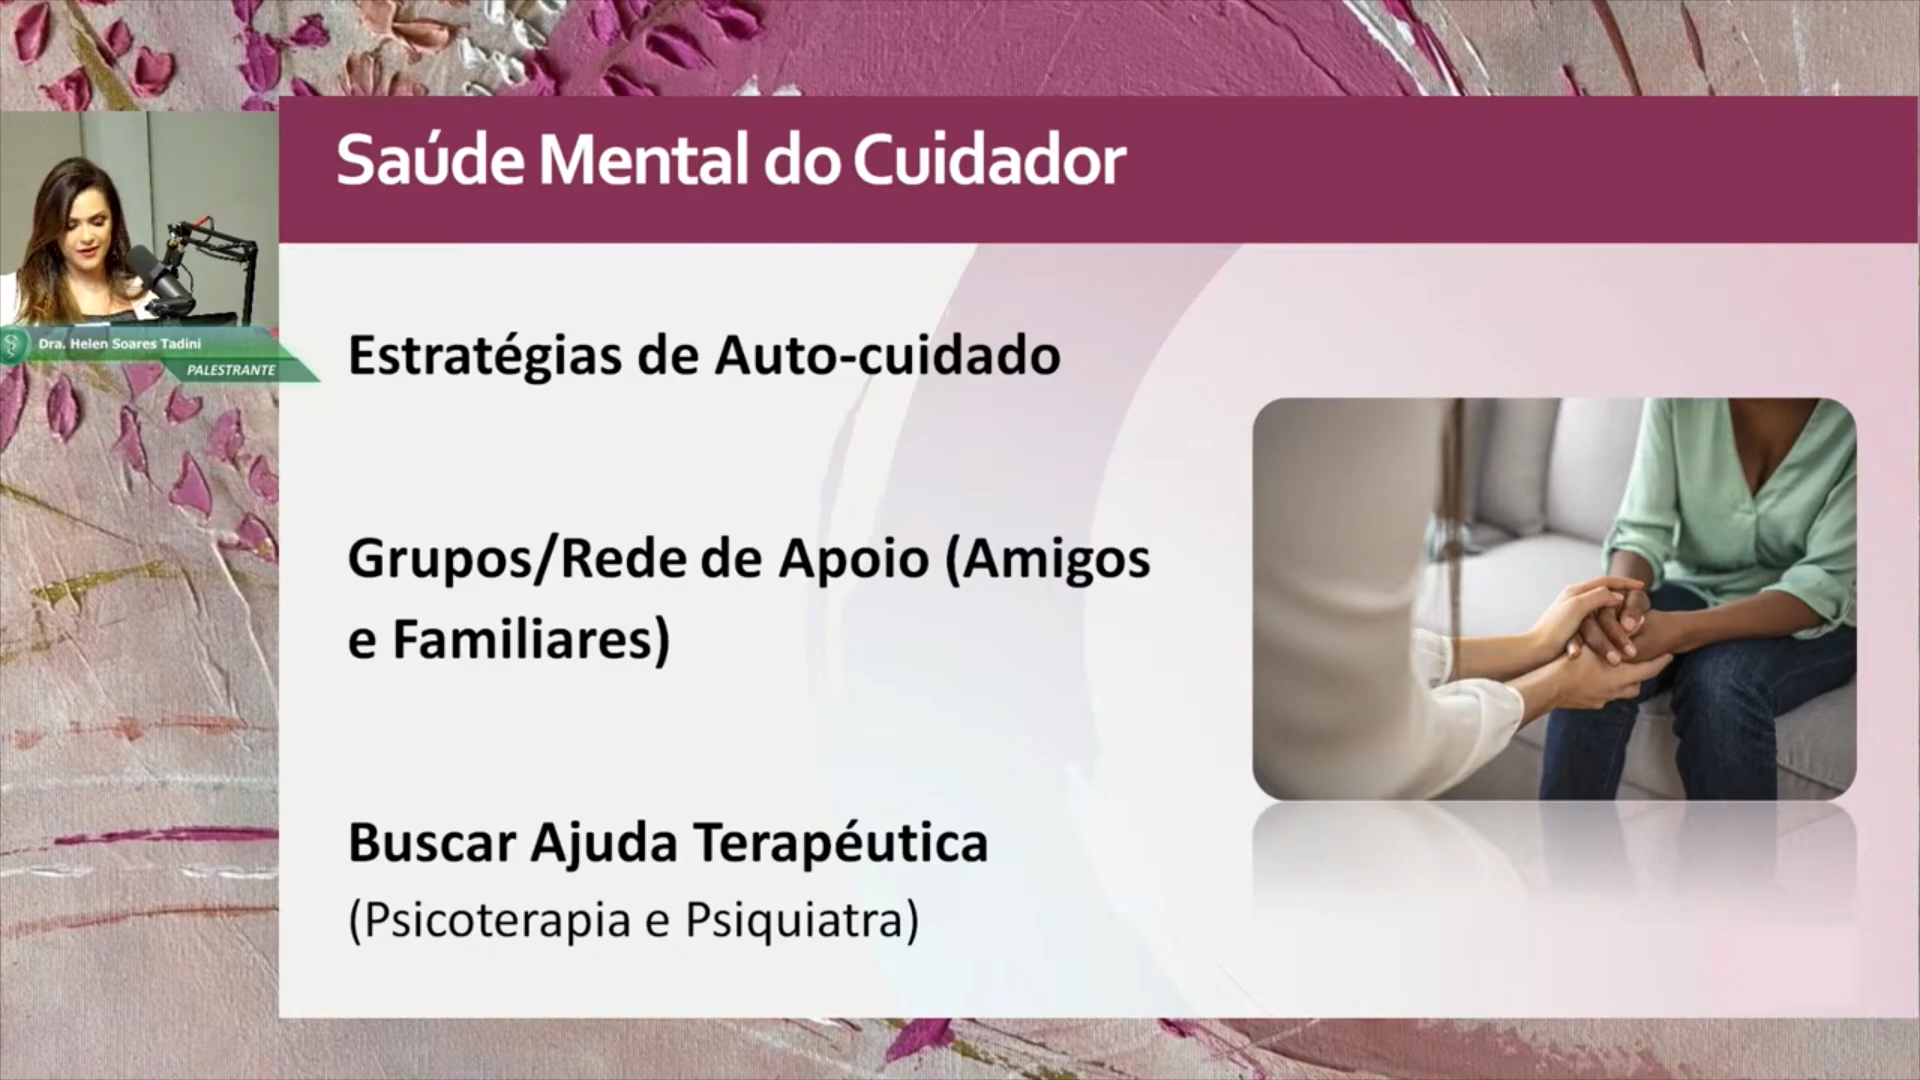 Saúde Mental do Cuidador
Dra. Helen Soares Tadini
PALESTRANTE
Estratégias de Auto-cuidado
Grupos/Rede de Apoio (Amigos
e Familiares)
Buscar Ajuda Terapéutica
(Psicoterapia e Psiquiatra)